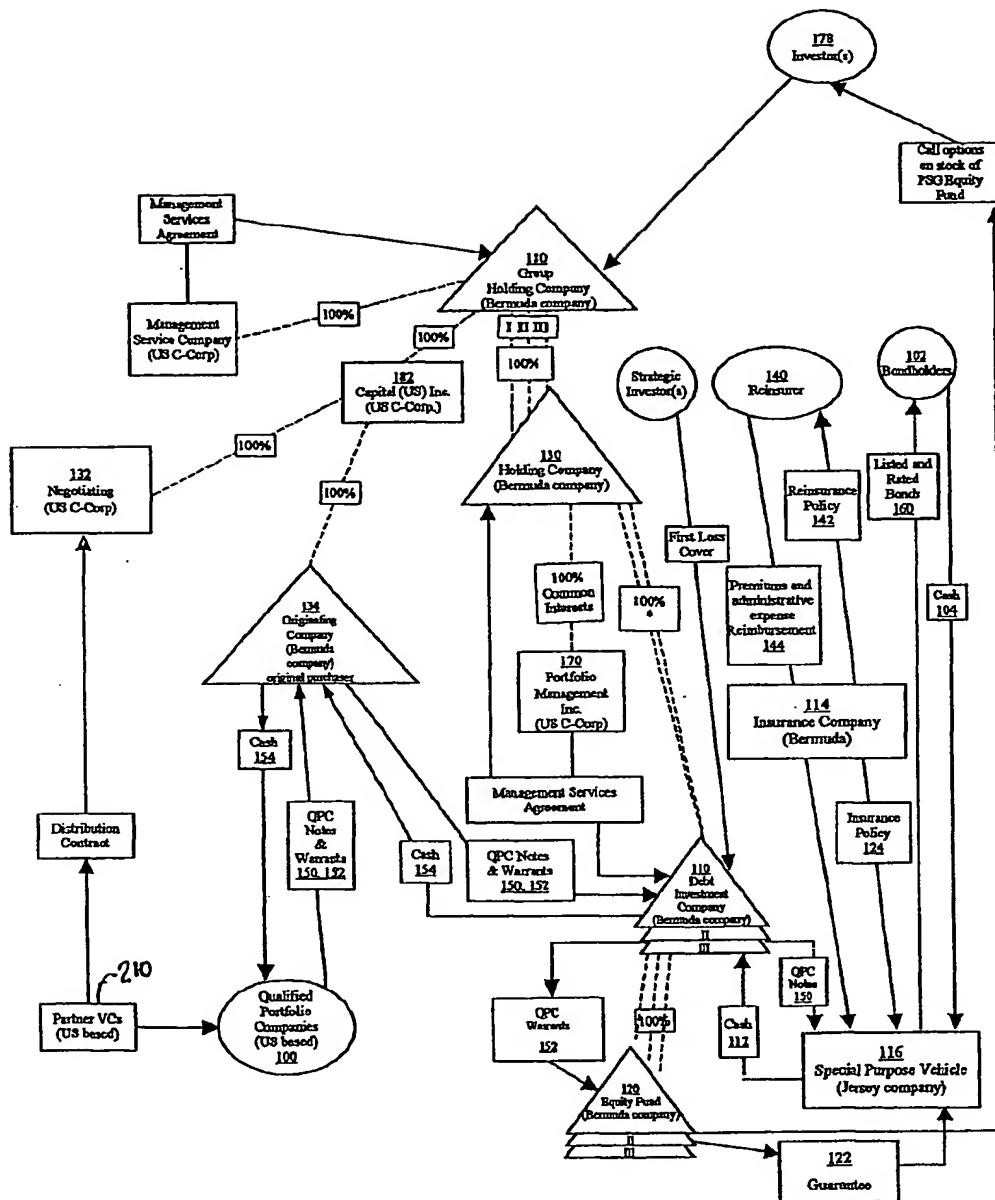 178
Investor(s)
Call options
on stock of
PSG Equity
Fund
Management
Services
Agreement
180
Group
Holding Company
(Bermuda company)
Management
Service Company
(US C-Corp)
100%
100%
I II III
100%
182
Capital (US) Inc.
(US C-Corp.)
Strategic
Investor(s)
140
Reinsurer
102
Bondholders
100%
132
Negotiating
(US C-Corp)
130
Holding Company
(Bermuda company)
Reinsurance
Policy
142
Listed and
Rated
Bonds
160
100%
First Loss
Cover
100%
Common
Interests
100%
*
Premiums and
administrative
expense
Reimbursement
144
Cash
104
134
Originating
Company
(Bermuda
company)
original purchaser
170
Portfolio
Management
Inc.
(US C-Corp)
114
Insurance Company
(Bermuda)
Cash
154
Management Services
Agreement
Distribution
Contract
QPC
Notes
&
Warrants
150, 152
Cash
154
QPC Notes
& Warrants
150, 152
Insurance
Policy
124
110
Debt
Investment
Company
(Bermuda company)
II
III
210
Partner VCs
(US based)
Qualified
Portfolio
Companies
(US based)
100
QPC
Warrants
152
100%
Cash
112
QPC
Notes
150
116
Special Purpose Vehicle
(Jersey company)
120
Equity Fund
(Bermuda company)
II
III
122
Guarantee